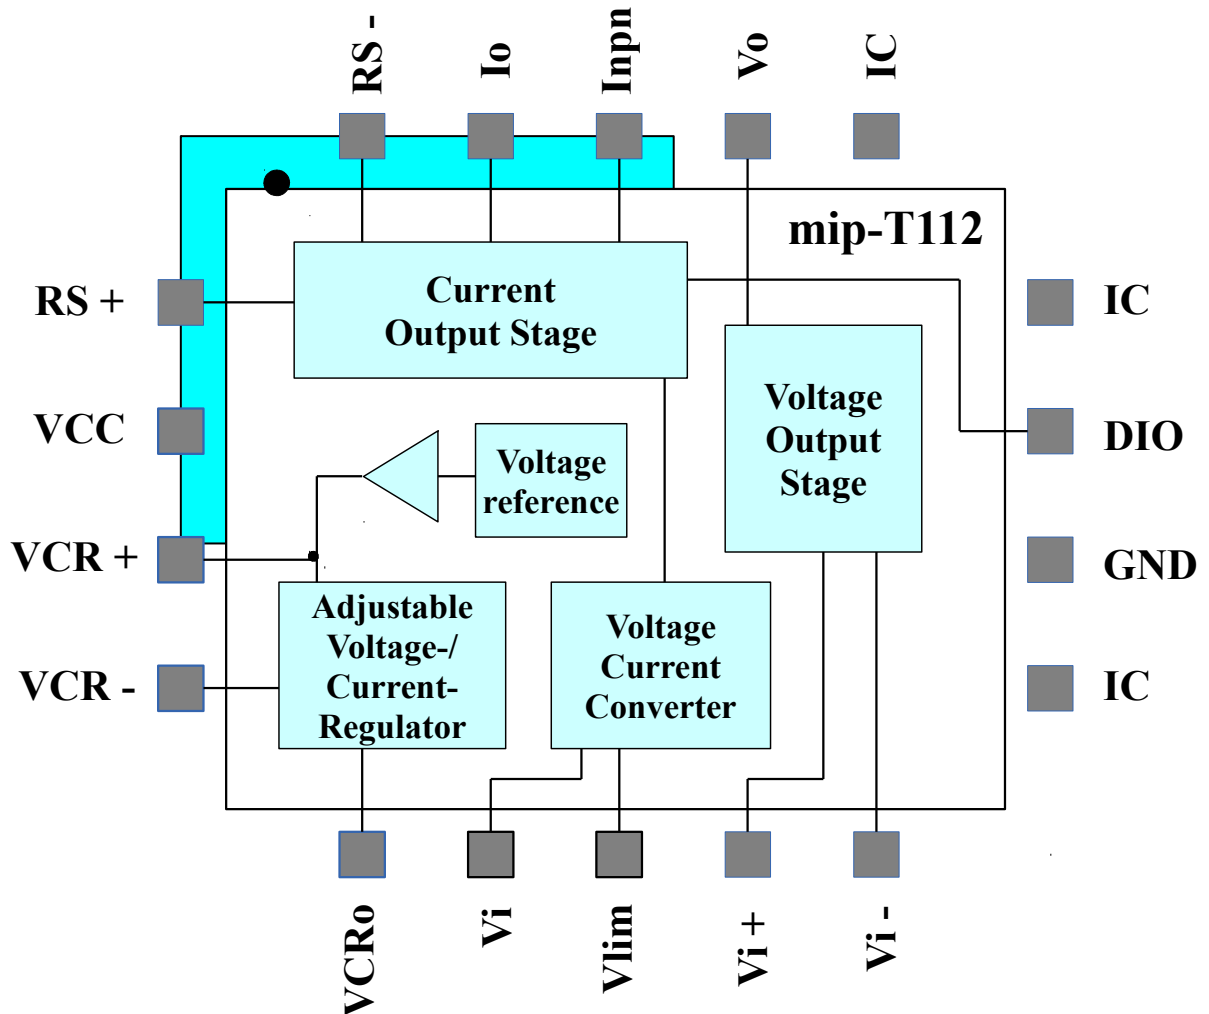 RS -
Io
Inpn
Vo
IC
mip-T112
RS +
Current
Output Stage
IC
VCC
Voltage
Output
Stage
DIO
Voltage
reference
VCR +
GND
Adjustable
Voltage-/
Current-
Regulator
Voltage
Current
Converter
VCR -
IC
VCRo
Vi
Vlim
Vi +
Vi -